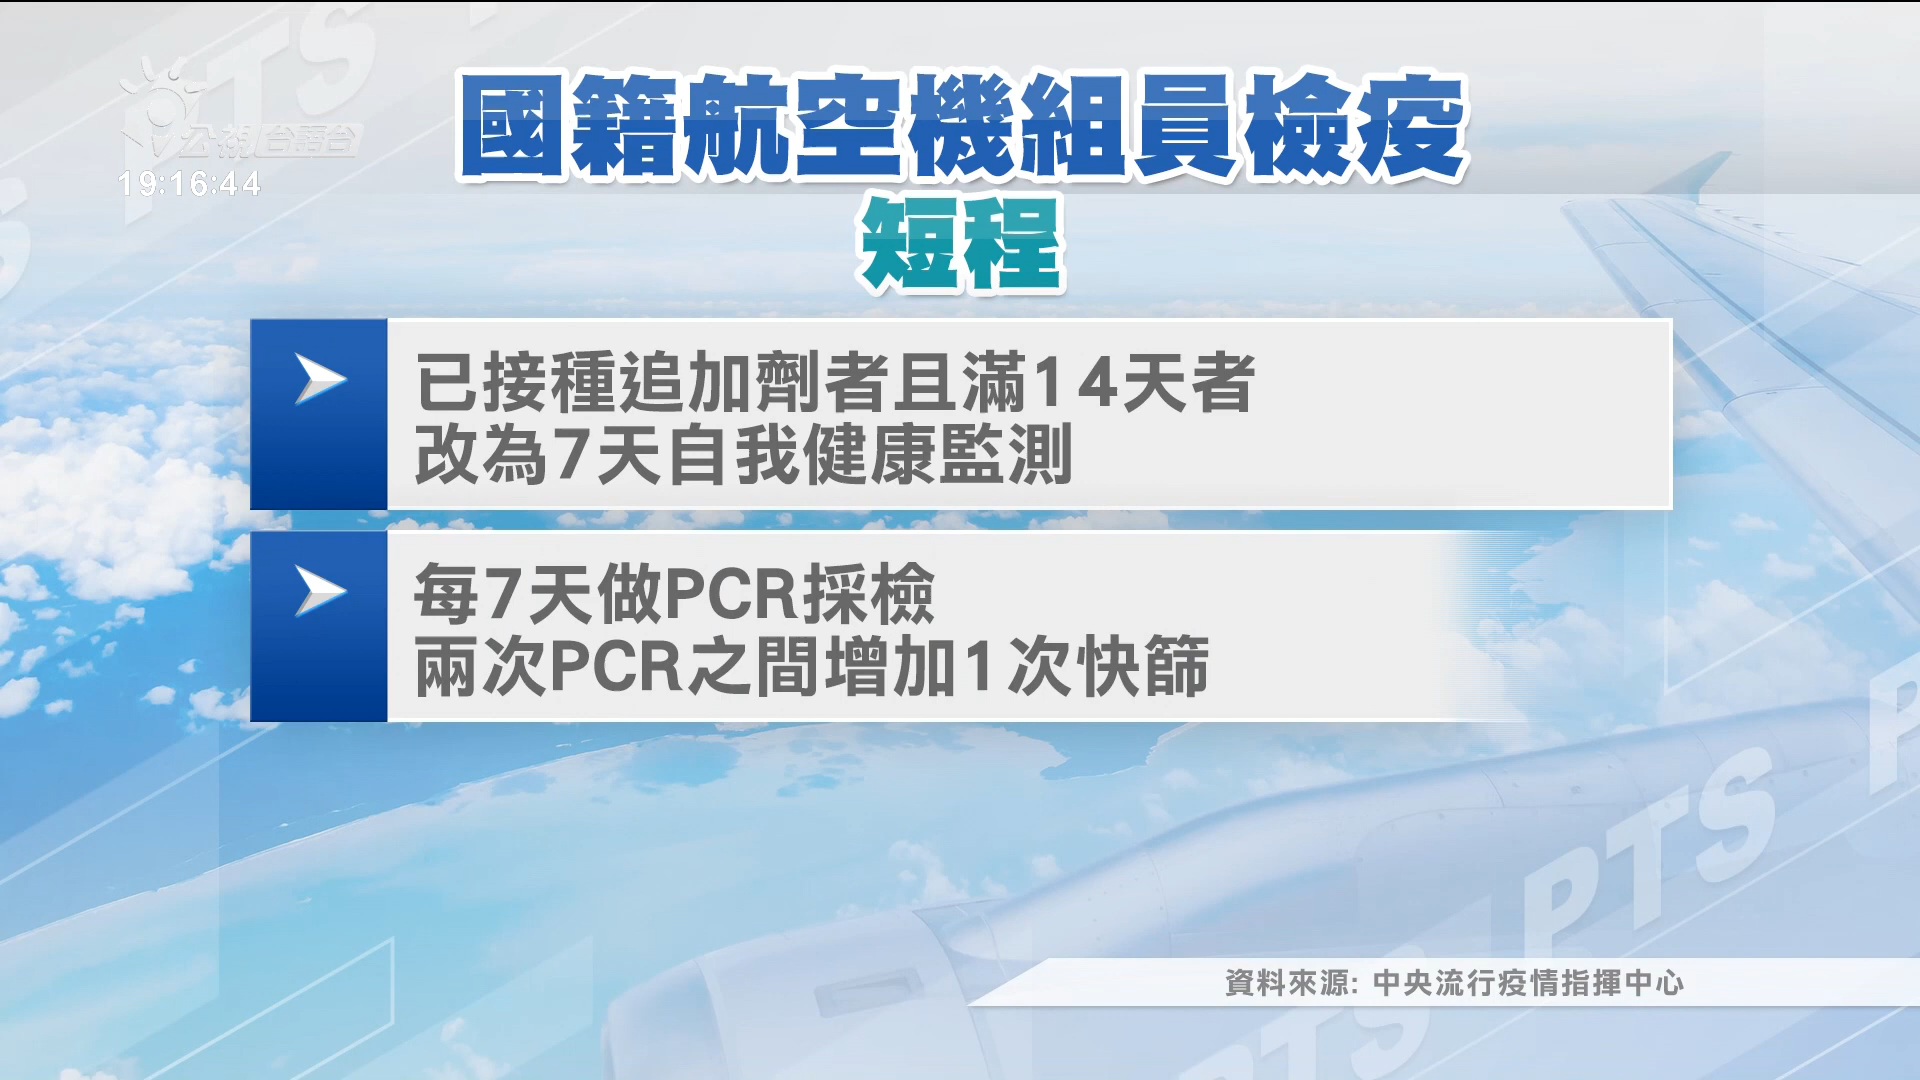 公視台語台
19:16:44
國籍航空機組員檢疫
短程
已接種追加劑者且滿14天者
改為7天自我健康監測
每7天做PCR採檢
兩次PCR之間增加1次快篩
資料來源: 中央流行疫情指揮中心
PTS
PTS
PTS